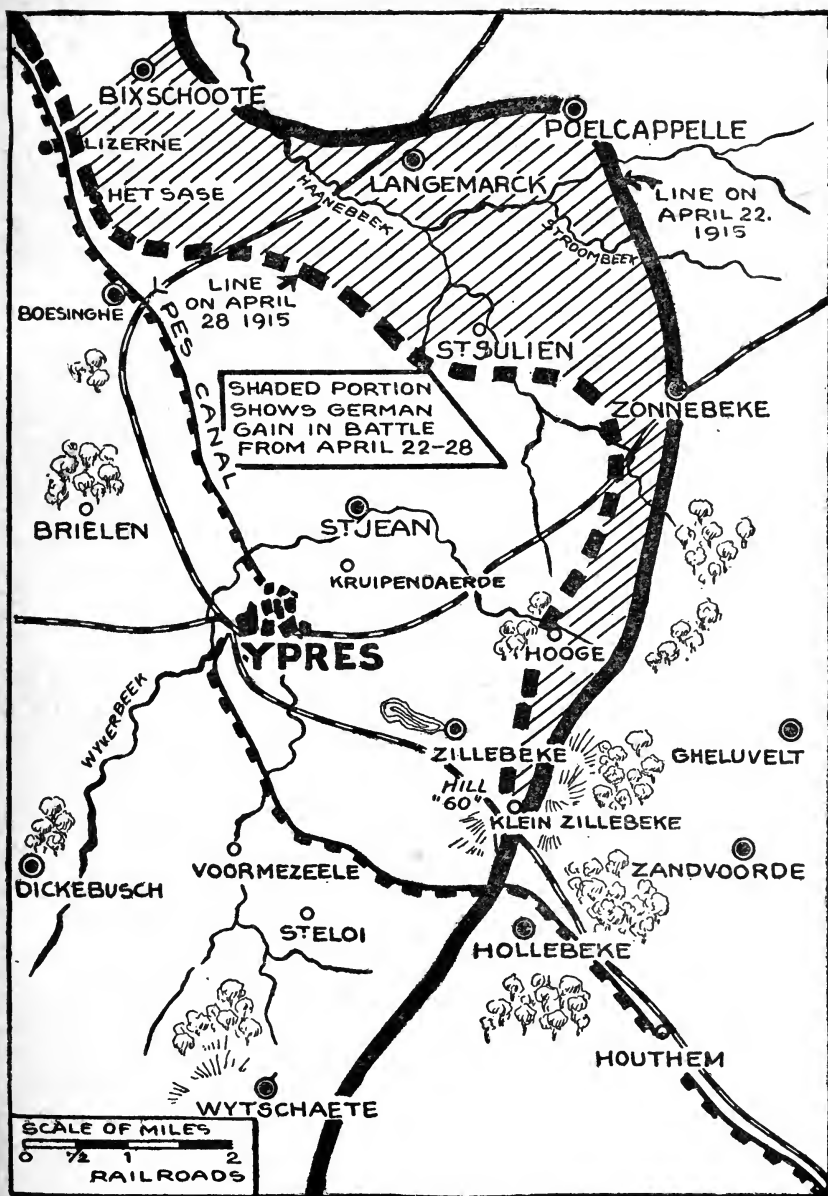 BIXSCHOOTE
POELCAPPELLE
LIZERNE
LANGEMARCK
HET SASE
HAANEBEEK
LINE ON
APRIL 22.
1915
STROOMBEEK
BOESINGHE
LINE
ON APRIL
28 1915
YPES CANAL
ST JULIEN
SHADED PORTION
SHOWS GERMAN
GAIN IN BATTLE
FROM APRIL 22-28
ZONNEBEKE
BRIELEN
ST JEAN
KRUIPENDAERDE
YPRES
HOOGE
WYKERBEEK
ZILLEBEKE
GHELUVELT
HILL
"60"
KLEIN ZILLEBEKE
VOORMEZEELE
ZANDVOORDE
DICKEBUSCH
ST ELOI
HOLLEBEKE
HOUTHEM
WYTSCHAETE
SCALE OF MILES
0 1/2 1 2
RAILROADS